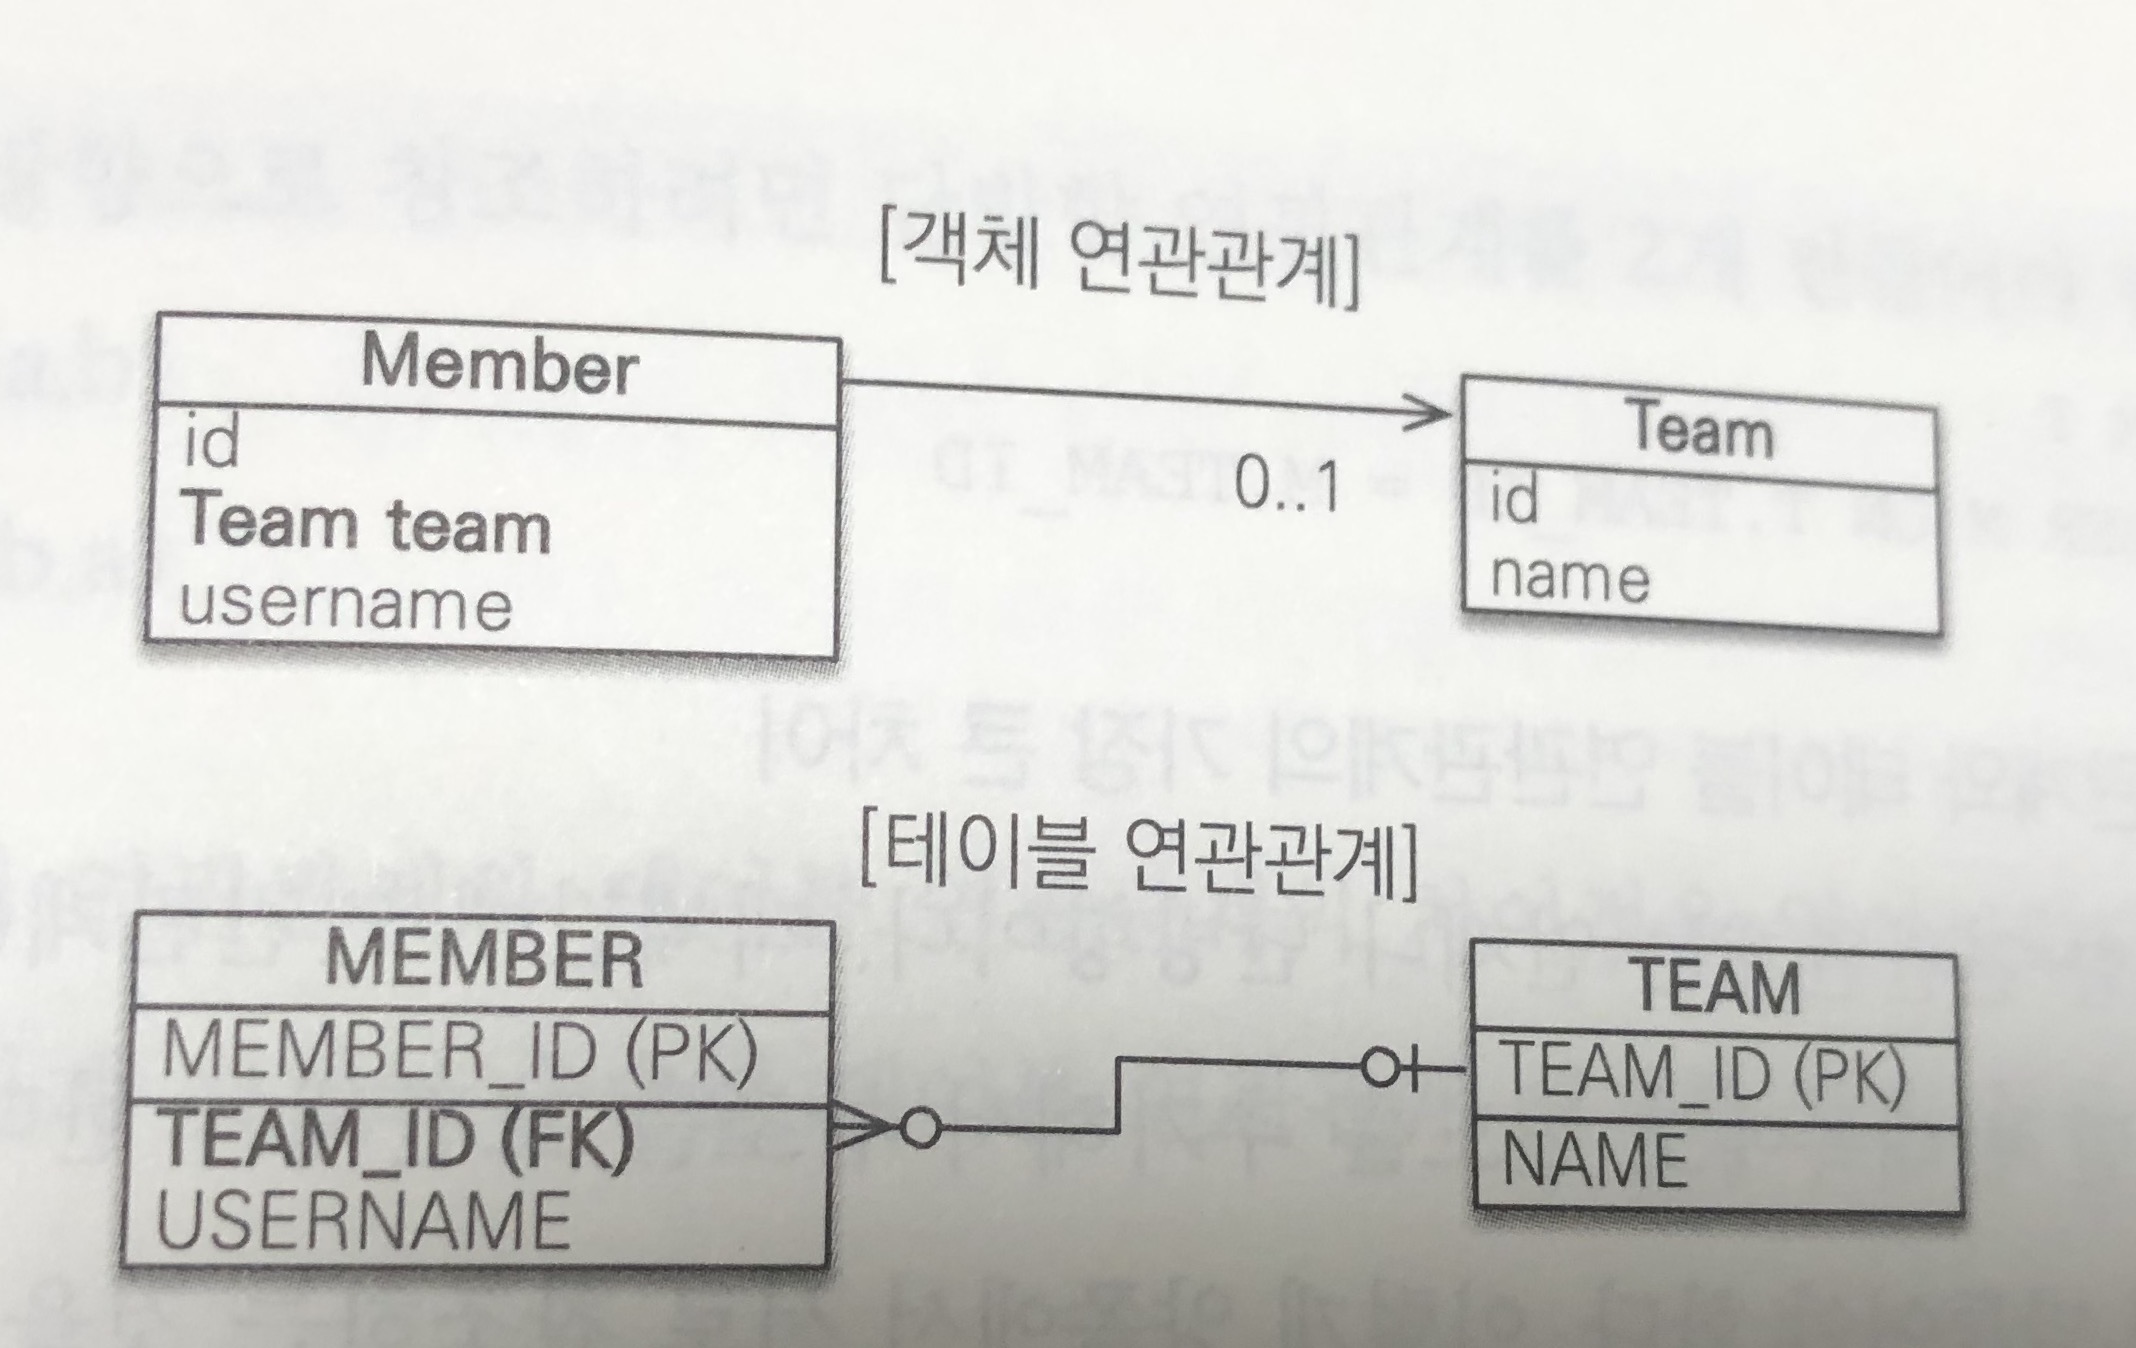 [객체 연관관계]
Member
id
Team team
username
0..1
Team
id
name
[테이블 연관관계]
MEMBER
MEMBER_ID (PK)
TEAM_ID (FK)
USERNAME
TEAM
TEAM_ID (PK)
NAME